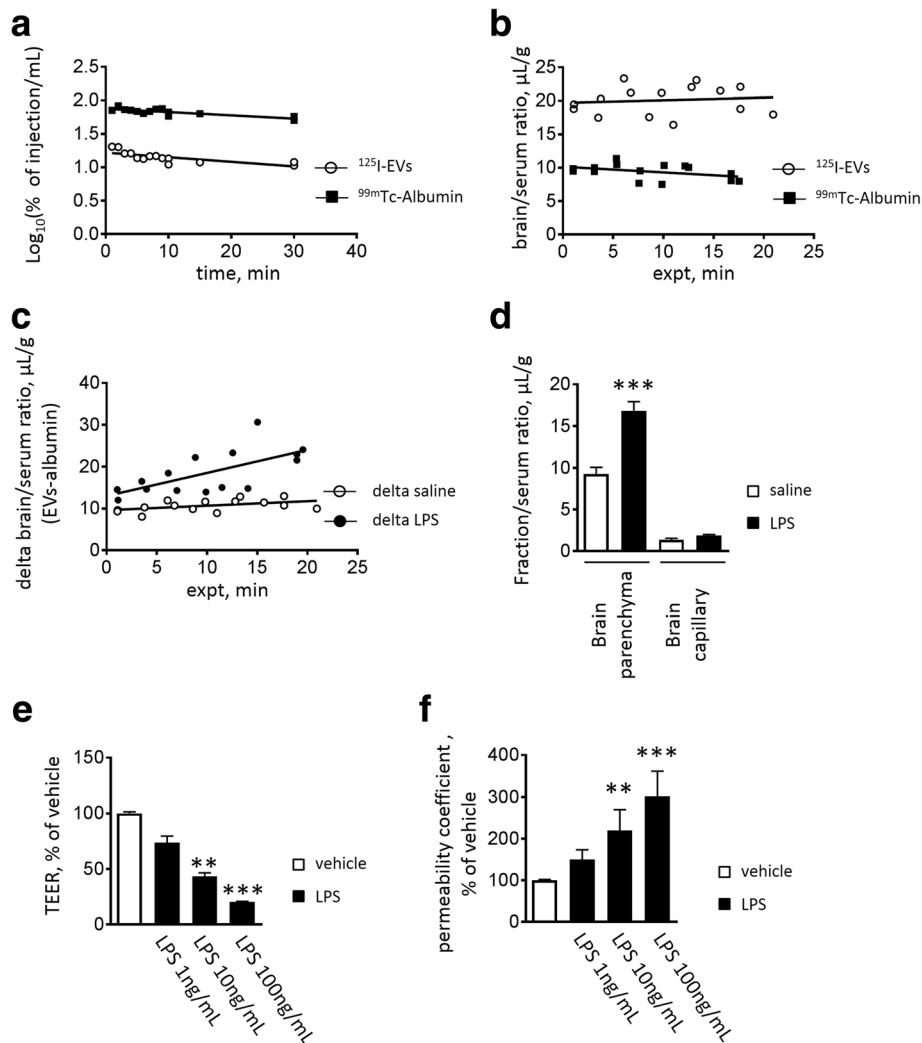 a
Log₁₀(% of injection/mL)
2.5
2.0
1.5
1.0
0.5
0.0
0
10
20
30
40
time, min
¹²⁵I-EVs
⁹⁹ᵐTc-Albumin
b
brain/serum ratio, µL/g
25
20
15
10
5
0
0
5
10
15
20
25
expt, min
¹²⁵I-EVs
⁹⁹ᵐTc-Albumin
c
delta brain/serum ratio, µL/g
(EVs-albumin)
40
30
20
10
0
0
5
10
15
20
25
expt, min
delta saline
delta LPS
d
Fraction/serum ratio, µL/g
20
15
10
5
0
***
saline
LPS
Brain
parenchyma
Brain
capillary
e
TEER, % of vehicle
150
100
50
0
**
***
vehicle
LPS
LPS 1ng/mL
LPS 10ng/mL
LPS 100ng/mL
f
permeability coefficient ,
% of vehicle
400
300
200
100
0
**
***
vehicle
LPS
LPS 1ng/mL
LPS 10ng/mL
LPS 100ng/mL